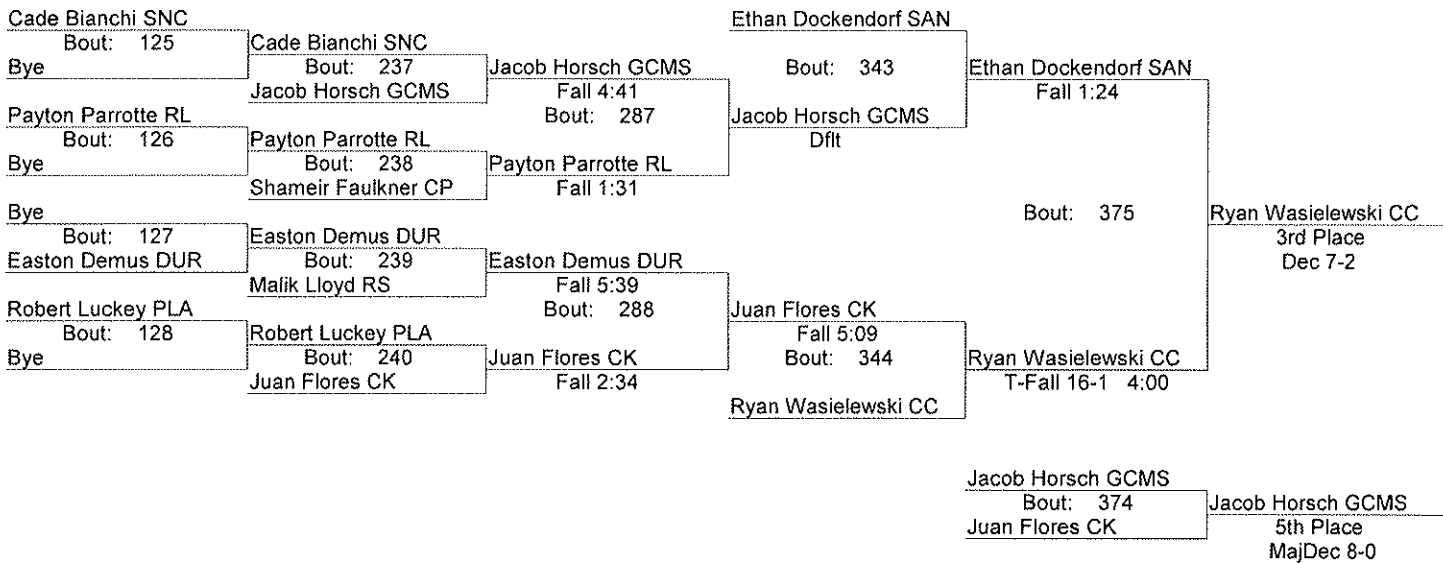 Cade Bianchi SNC
Bout: 125
Bye
Payton Parrotte RL
Bout: 126
Bye
Bye
Bout: 127
Easton Demus DUR
Robert Luckey PLA
Bout: 128
Bye
Cade Bianchi SNC
Bout: 237
Jacob Horsch GCMS
Payton Parrotte RL
Bout: 238
Shameir Faulkner CP
Easton Demus DUR
Bout: 239
Malik Lloyd RS
Robert Luckey PLA
Bout: 240
Juan Flores CK
Jacob Horsch GCMS
Fall 4:41
Bout: 287
Payton Parrotte RL
Fall 1:31
Easton Demus DUR
Fall 5:39
Bout: 288
Juan Flores CK
Fall 2:34
Ethan Dockendorf SAN
Bout: 343
Jacob Horsch GCMS
Dflt
Juan Flores CK
Fall 5:09
Bout: 344
Ryan Wasielewski CC
Ethan Dockendorf SAN
Fall 1:24
Bout: 375
Ryan Wasielewski CC
T-Fall 16-1 4:00
Ryan Wasielewski CC
3rd Place
Dec 7-2
Jacob Horsch GCMS
Bout: 374
Juan Flores CK
Jacob Horsch GCMS
5th Place
MajDec 8-0